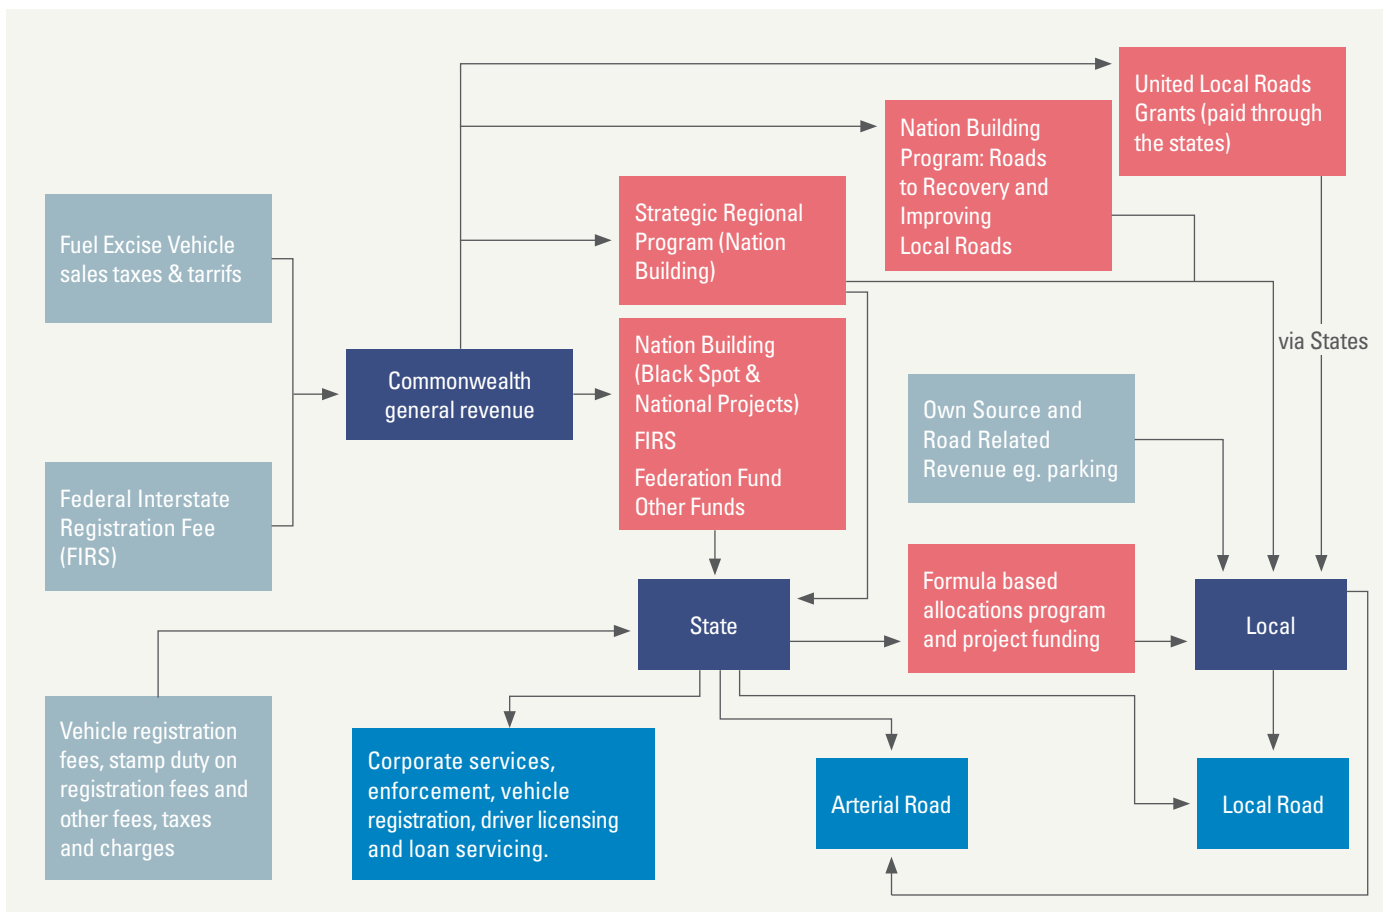 United Local Roads
Grants (paid through
the states)
Nation Building
Program: Roads
to Recovery and
Improving
Local Roads
Strategic Regional
Program (Nation
Building)
Fuel Excise Vehicle
sales taxes & tarrifs
Nation Building
(Black Spot &
National Projects)
FIRS
Federation Fund
Other Funds
via States
Commonwealth
general revenue
Own Source and
Road Related
Revenue eg. parking
Federal Interstate
Registration Fee
(FIRS)
State
Formula based
allocations program
and project funding
Local
Vehicle registration
fees, stamp duty on
registration fees and
other fees, taxes
and charges
Corporate services,
enforcement, vehicle
registration, driver licensing
and loan servicing.
Arterial Road
Local Road